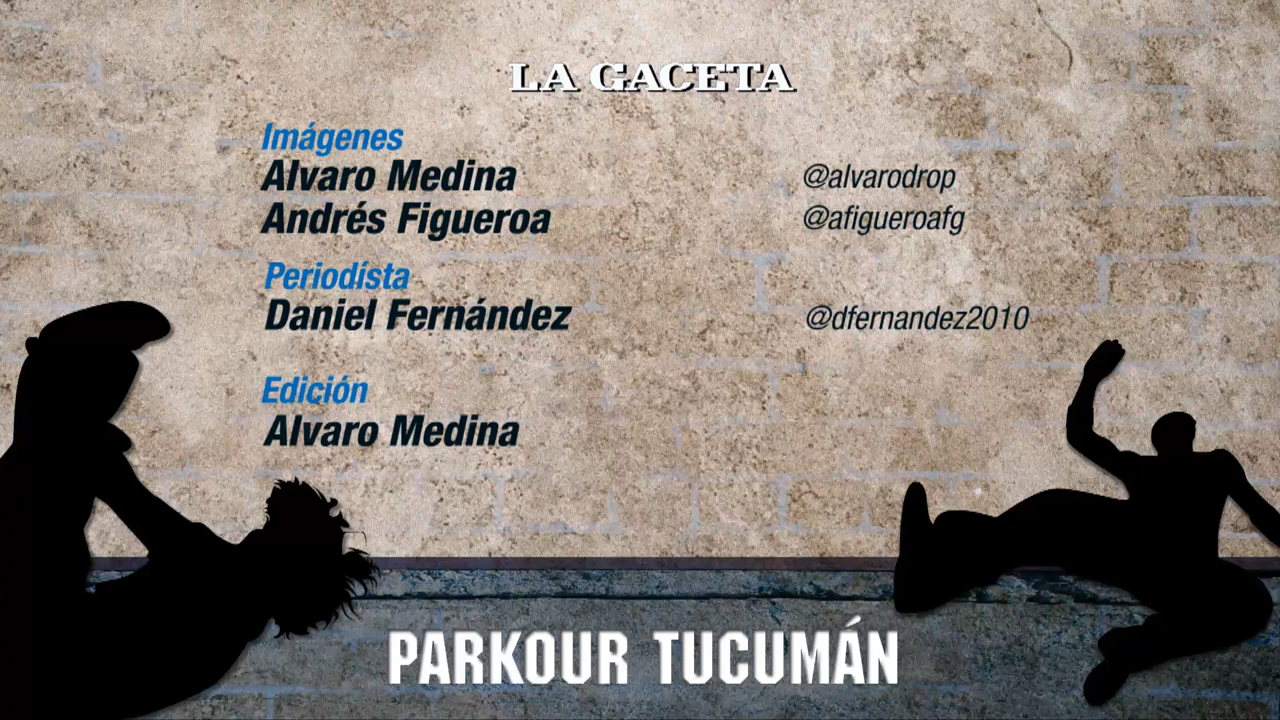 LA GACETA
Imágenes
Alvaro Medina @alvarodrop
Andrés Figueroa @afigueroafg
Periodísta
Daniel Fernández @dfernandez2010
Edición
Alvaro Medina
PARKOUR TUCUMÁN